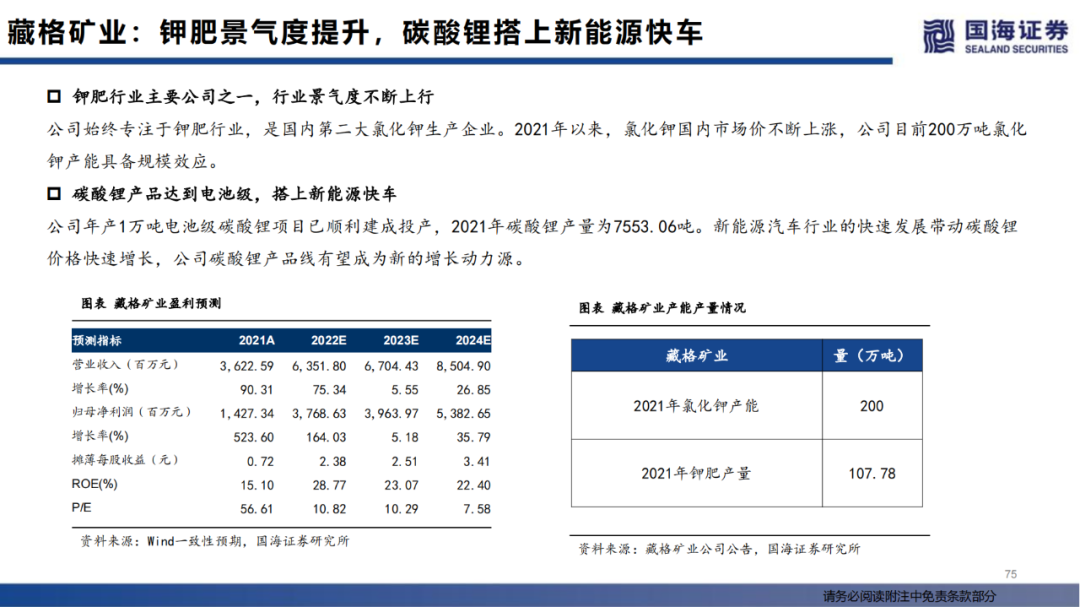 藏格矿业：钾肥景气度提升，碳酸锂搭上新能源快车
国海证券
SEALAND SECURITIES
钾肥行业主要公司之一，行业景气度不断上行
公司始终专注于钾肥行业，是国内第二大氯化钾生产企业。2021年以来，氯化钾国内市场价不断上涨，公司目前200万吨氯化
钾产能具备规模效应。
碳酸锂产品达到电池级，搭上新能源快车
公司年产1万吨电池级碳酸锂项目已顺利建成投产，2021年碳酸锂产量为7553.06吨。新能源汽车行业的快速发展带动碳酸锂
价格快速增长，公司碳酸锂产品线有望成为新的增长动力源。
图表 藏格矿业盈利预测
预测指标 2021A 2022E 2023E 2024E
营业收入（百万元） 3,622.59 6,351.80 6,704.43 8,504.90
增长率(%) 90.31 75.34 5.55 26.85
归母净利润（百万元） 1,427.34 3,768.63 3,963.97 5,382.65
增长率(%) 523.60 164.03 5.18 35.79
摊薄每股收益（元） 0.72 2.38 2.51 3.41
ROE(%) 15.10 28.77 23.07 22.40
P/E 56.61 10.82 10.29 7.58
资料来源：Wind一致性预期，国海证券研究所
图表 藏格矿业产能产量情况
藏格矿业 量（万吨）
2021年氯化钾产能 200
2021年钾肥产量 107.78
资料来源：藏格矿业公司公告，国海证券研究所
75
请务必阅读附注中免责条款部分